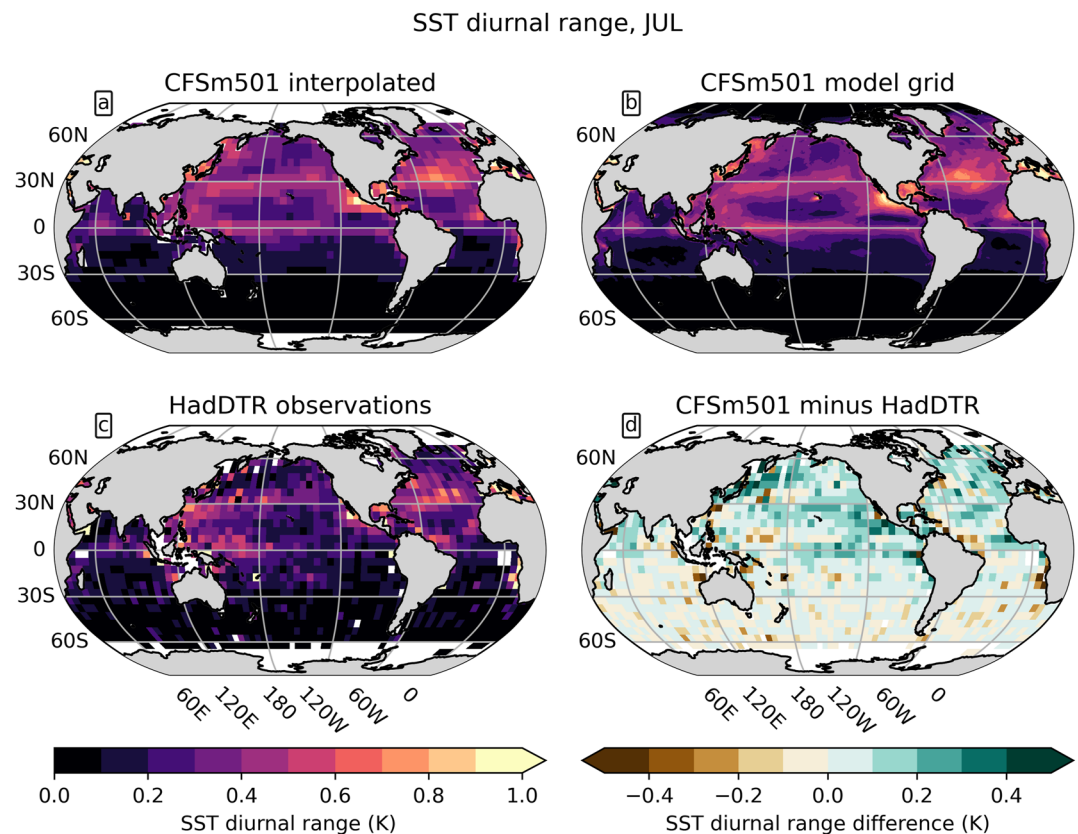 SST diurnal range, JUL
CFSm501 interpolated
a
60N
30N
0
30S
60S
CFSm501 model grid
b
60N
30N
0
30S
60S
HadDTR observations
c
60N
30N
0
30S
60S
60E 120E 180 120W 60W 0
CFSm501 minus HadDTR
d
60N
30N
0
30S
60S
60E 120E 180 120W 60W 0
0.0 0.2 0.4 0.6 0.8 1.0
SST diurnal range (K)
−0.4 −0.2 0.0 0.2 0.4
SST diurnal range difference (K)